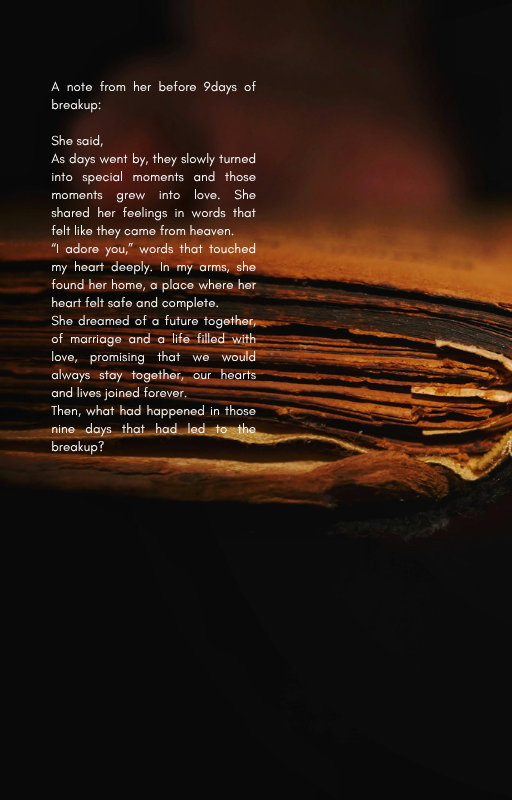 A note from her before 9days of
breakup:
She said,
As days went by, they slowly turned
into special moments and those
moments grew into love. She
shared her feelings in words that
felt like they came from heaven.
“I adore you,” words that touched
my heart deeply. In my arms, she
found her home, a place where her
heart felt safe and complete.
She dreamed of a future together,
of marriage and a life filled with
love, promising that we would
always stay together, our hearts
and lives joined forever.
Then, what had happened in those
nine days that had led to the
breakup?